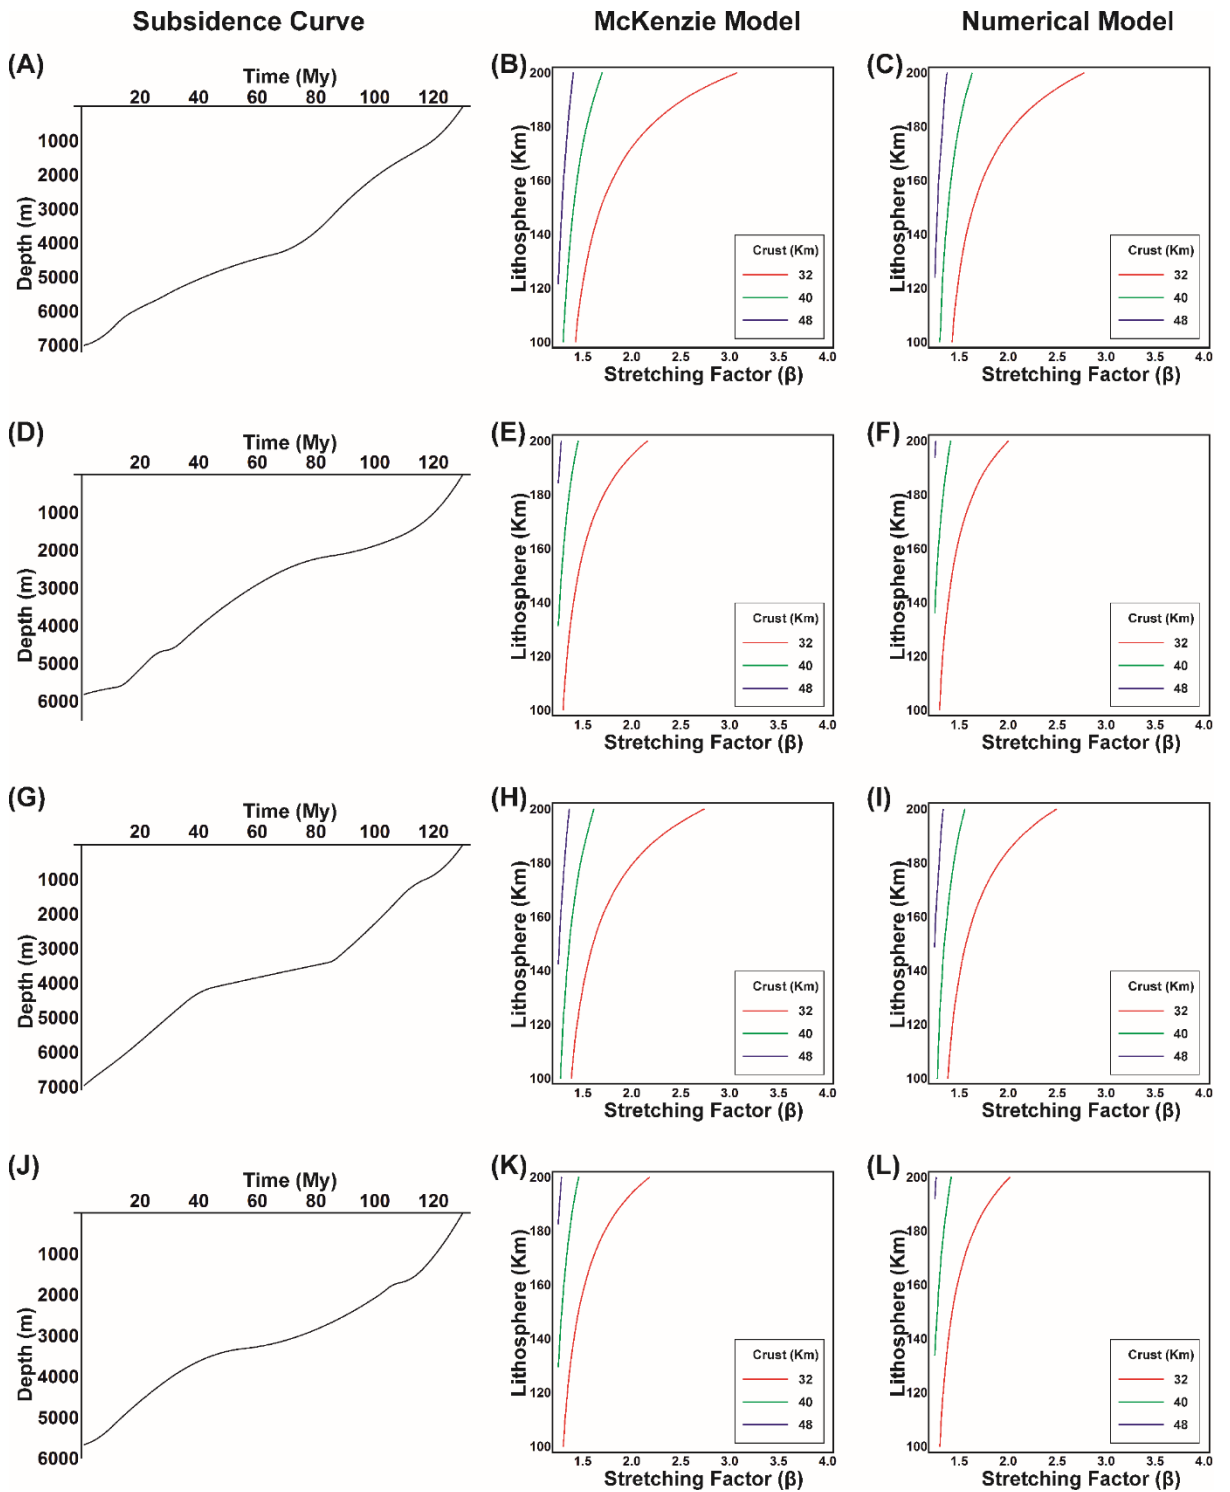 Subsidence Curve
McKenzie Model
Numerical Model
(A)
Time (My)
20 40 60 80 100 120
1000
2000
3000
4000
5000
6000
7000
Depth (m)
(B)
200
180
160
140
120
100
Lithosphere (Km)
Crust (Km)
32
40
48
1.5 2.0 2.5 3.0 3.5 4.0
Stretching Factor (β)
(C)
200
180
160
140
120
100
Lithosphere (Km)
Crust (Km)
32
40
48
1.5 2.0 2.5 3.0 3.5 4.0
Stretching Factor (β)
(D)
Time (My)
20 40 60 80 100 120
1000
2000
3000
4000
5000
6000
Depth (m)
(E)
200
180
160
140
120
100
Lithosphere (Km)
Crust (Km)
32
40
48
1.5 2.0 2.5 3.0 3.5 4.0
Stretching Factor (β)
(F)
200
180
160
140
120
100
Lithosphere (Km)
Crust (Km)
32
40
48
1.5 2.0 2.5 3.0 3.5 4.0
Stretching Factor (β)
(G)
Time (My)
20 40 60 80 100 120
1000
2000
3000
4000
5000
6000
7000
Depth (m)
(H)
200
180
160
140
120
100
Lithosphere (Km)
Crust (Km)
32
40
48
1.5 2.0 2.5 3.0 3.5 4.0
Stretching Factor (β)
(I)
200
180
160
140
120
100
Lithosphere (Km)
Crust (Km)
32
40
48
1.5 2.0 2.5 3.0 3.5 4.0
Stretching Factor (β)
(J)
Time (My)
20 40 60 80 100 120
1000
2000
3000
4000
5000
6000
Depth (m)
(K)
200
180
160
140
120
100
Lithosphere (Km)
Crust (Km)
32
40
48
1.5 2.0 2.5 3.0 3.5 4.0
Stretching Factor (β)
(L)
200
180
160
140
120
100
Lithosphere (Km)
Crust (Km)
32
40
48
1.5 2.0 2.5 3.0 3.5 4.0
Stretching Factor (β)